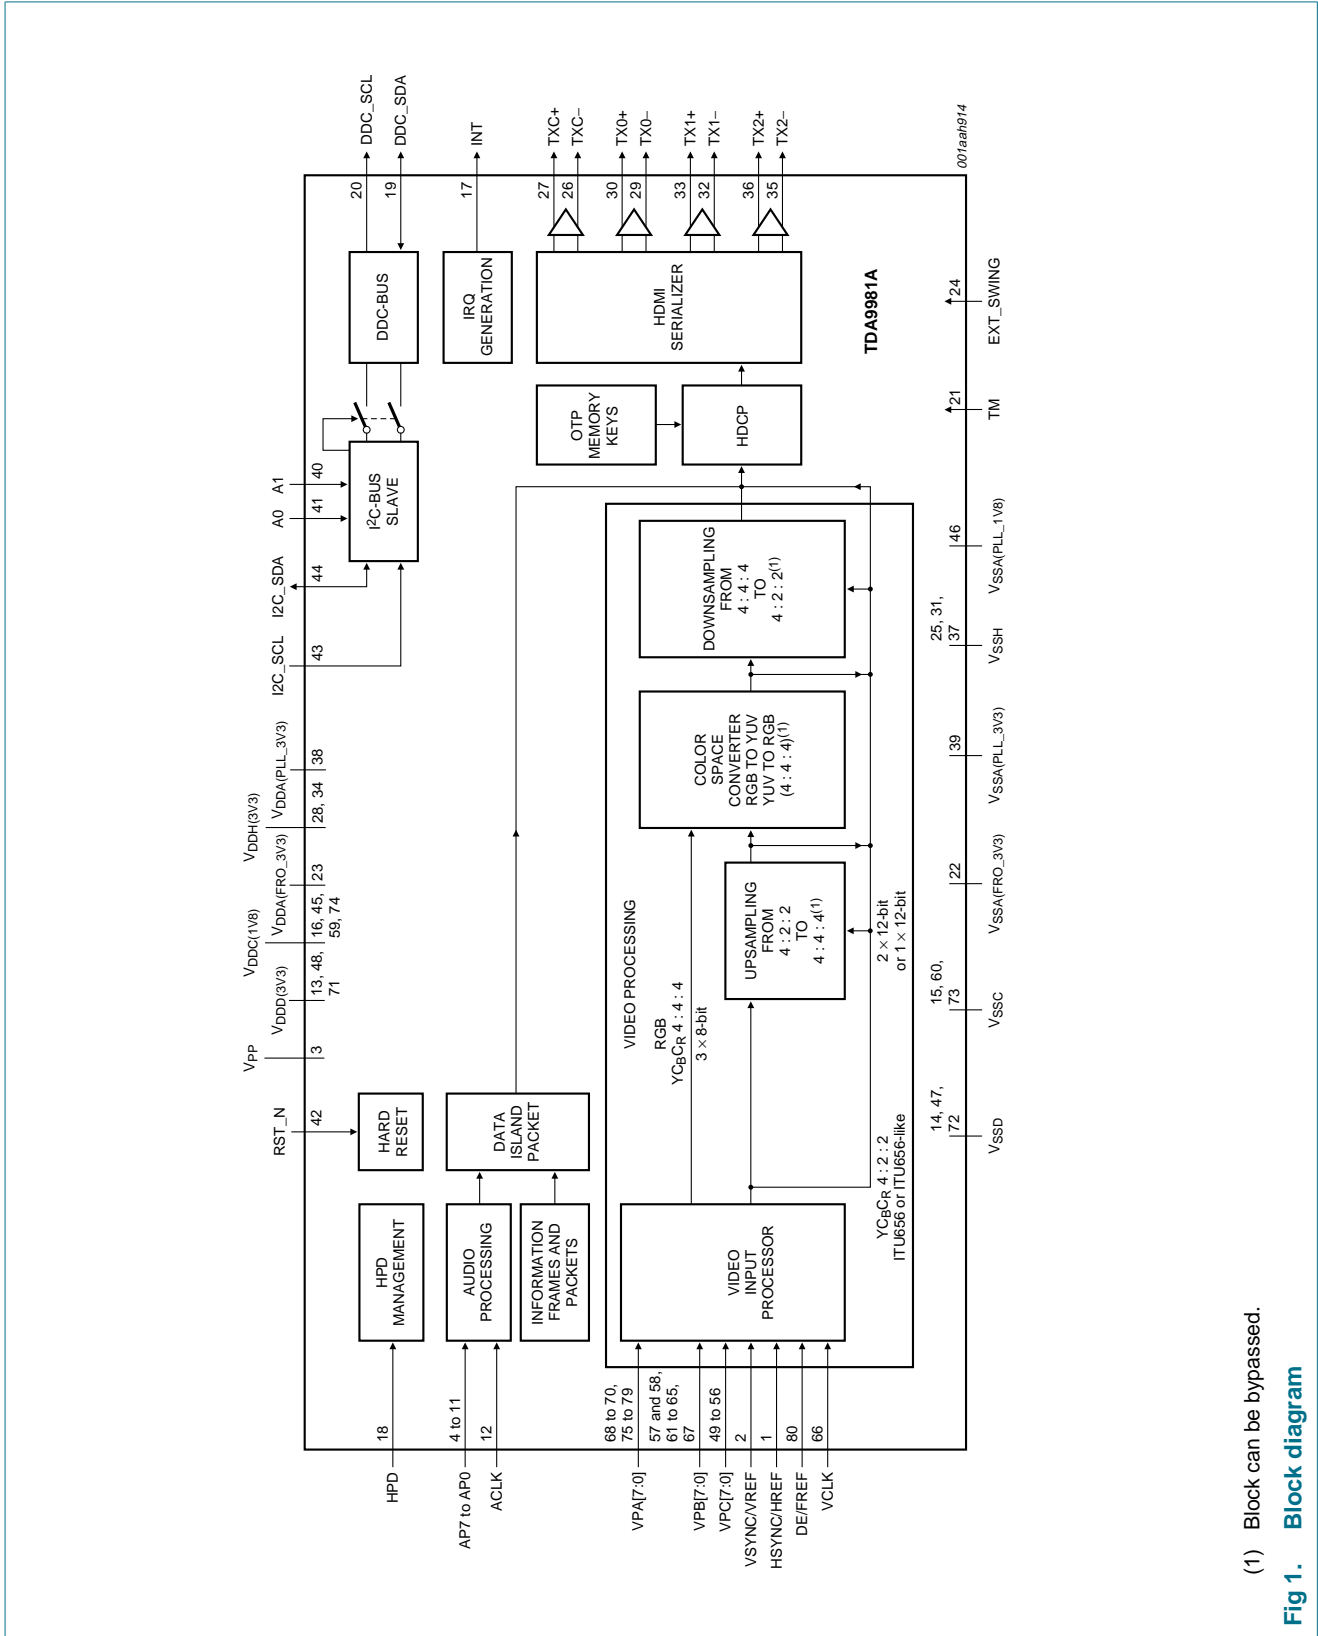 HPD
18
HPD
MANAGEMENT
AP7 to AP0
4 to 11
ACLK
12
AUDIO
PROCESSING
INFORMATION
FRAMES AND
PACKETS
DATA
ISLAND
PACKET
RST_N
42
HARD
RESET
VPP
3
VDDD(3V3)
13, 48,
71
VDDC(1V8)
16, 45,
59, 74
VDDA(FRO_3V3)
23
VDDH(3V3)
28, 34
VDDA(PLL_3V3)
38
I2C_SCL
43
I2C_SDA
44
A0
41
A1
40
I2C-BUS
SLAVE
DDC-BUS
20
DDC_SCL
19
DDC_SDA
IRQ
GENERATION
17
INT
VPA[7:0]
68 to 70,
75 to 79
VPB[7:0]
57 and 58,
61 to 65,
67
VPC[7:0]
49 to 56
VSYNC/VREF
2
HSYNC/HREF
1
DE/FREF
80
VCLK
66
VIDEO
INPUT
PROCESSOR
VIDEO PROCESSING
RGB
YCBCR 4 : 4 : 4
3 × 8-bit
YCBCR 4 : 2 : 2
ITU656 or ITU656-like
UPSAMPLING
FROM
4 : 2 : 2
TO
4 : 4 : 4(1)
2 × 12-bit
or 1 × 12-bit
COLOR
SPACE
CONVERTER
RGB TO YUV
YUV TO RGB
(4 : 4 : 4)(1)
DOWNSAMPLING
FROM
4 : 4 : 4
TO
4 : 2 : 2(1)
OTP
MEMORY
KEYS
HDCP
HDMI
SERIALIZER
27
TXC+
26
TXC−
30
TX0+
29
TX0−
33
TX1+
32
TX1−
36
TX2+
35
TX2−
TDA9981A
14, 47,
72
VSSD
15, 60,
73
VSSC
22
VSSA(FRO_3V3)
39
VSSA(PLL_3V3)
25, 31,
37
VSSH
46
VSSA(PLL_1V8)
21
TM
24
EXT_SWING
001aah914
(1) Block can be bypassed.
Fig 1. Block diagram